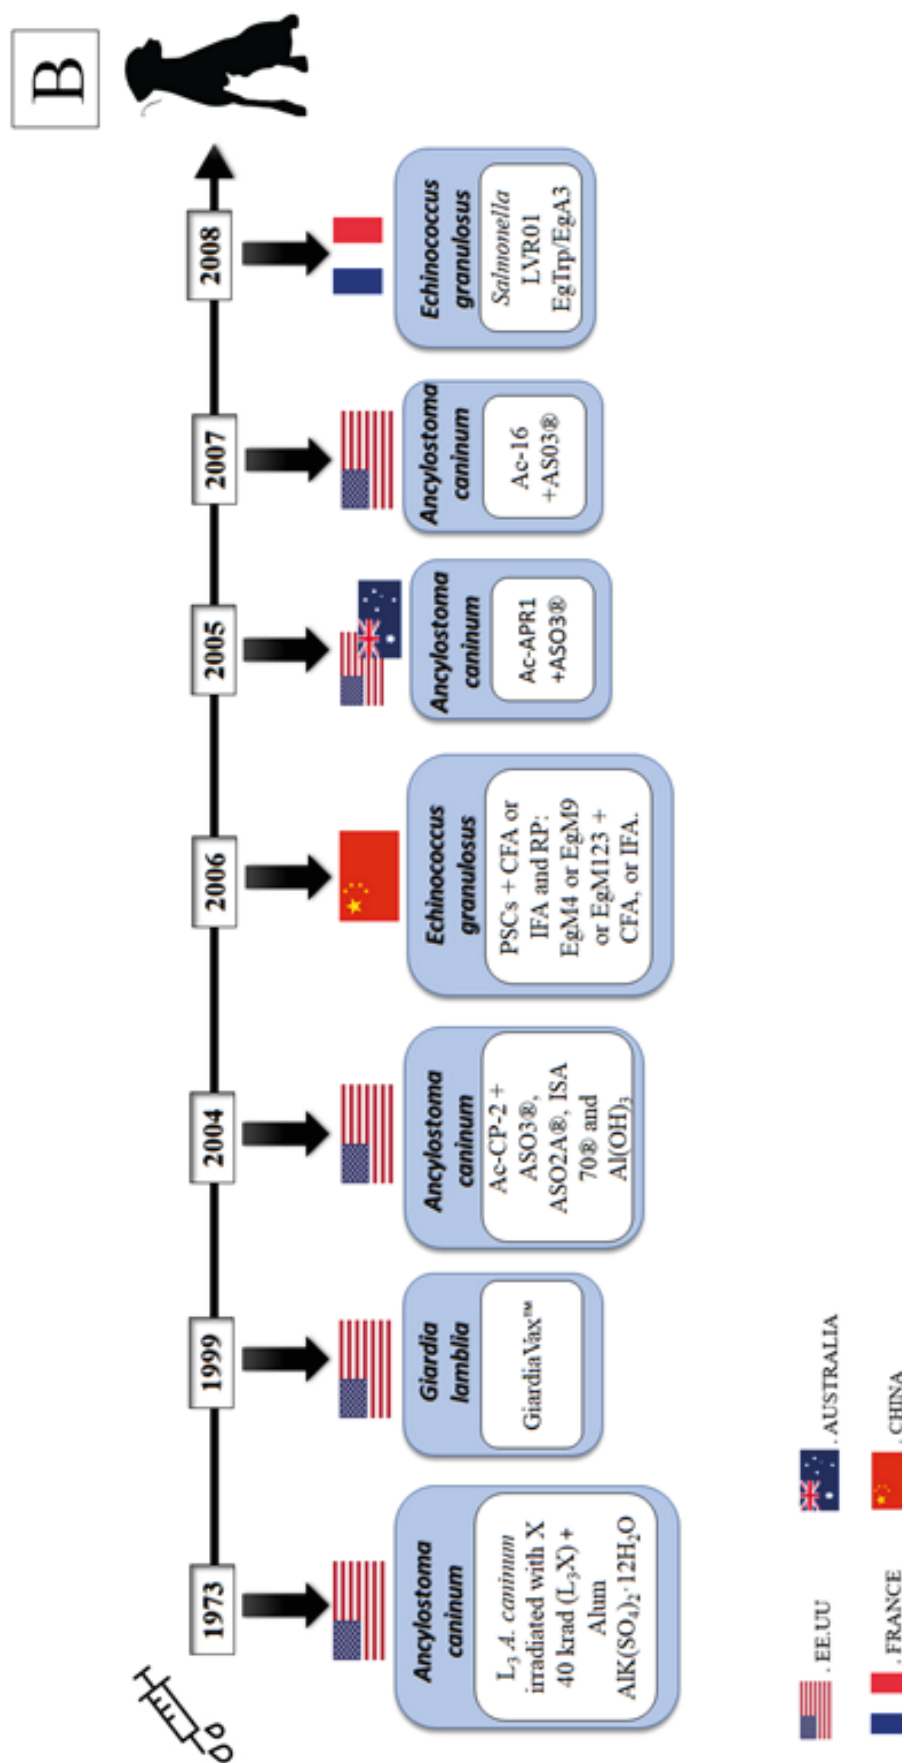 B
1973
1999
2004
2006
2005
2007
2008
Ancylostoma
caninum
L₃ A. caninum
irradiated with X
40 krad (L₃X) +
Alum
AlK(SO₄)₂·12H₂O
Giardia
lamblia
GiardiaVax™
Ancylostoma
caninum
Ac-CP-2 +
ASO3®,
ASO2A®, ISA
70® and
Al(OH)₃
Echinococcus
granulosus
PSCs + CFA or
IFA and RP:
EgM4 or EgM9
or EgM123 +
CFA, or IFA.
Ancylostoma
caninum
Ac-APR1
+ASO3®
Ancylostoma
caninum
Ac-16
+AS03®
Echinococcus
granulosus
Salmonella
LVR01
EgTrp/EgA3
. EE.UU
. AUSTRALIA
. FRANCE
. CHINA